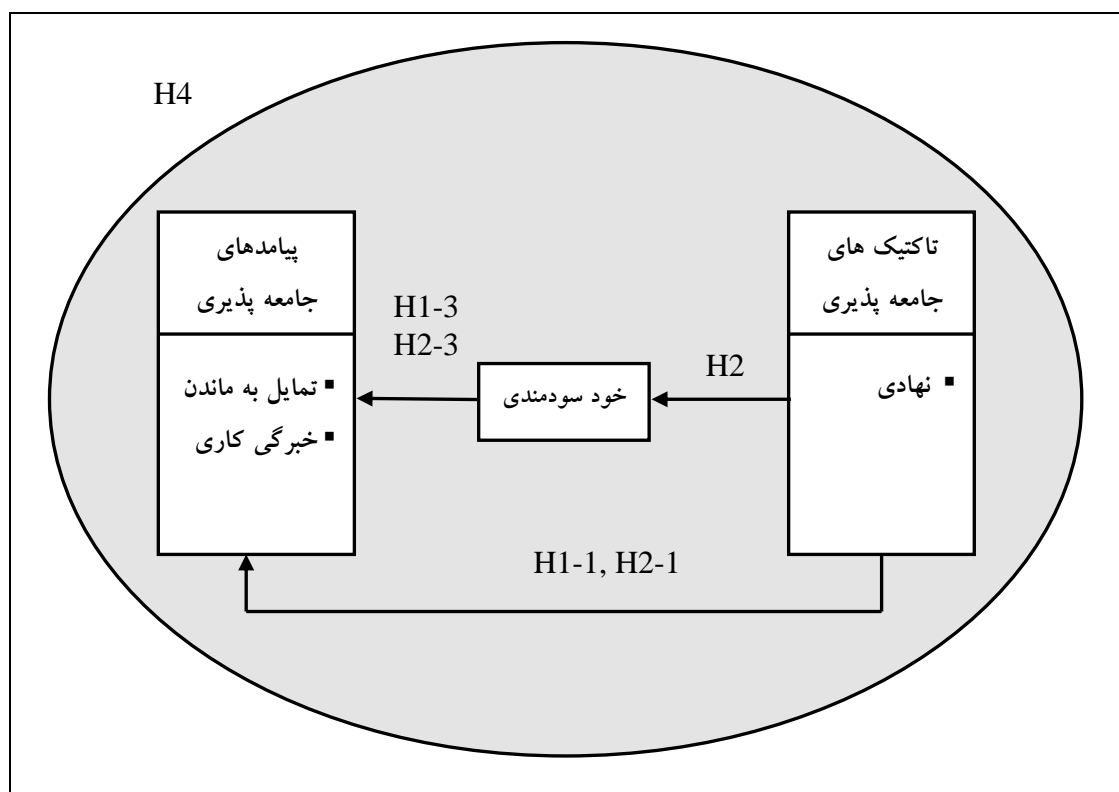 H4
تاکتیک های
جامعه پذیری
▪ نهادی
H2
خود سودمندی
H1-3
H2-3
پیامدهای
جامعه پذیری
▪ تمایل به ماندن
▪ خبرگی کاری
H1-1, H2-1